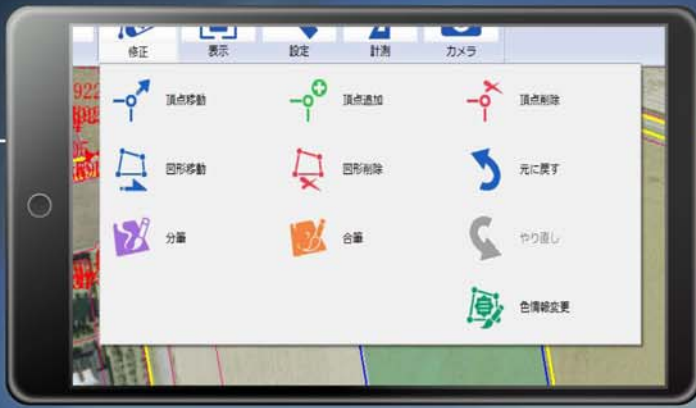 修正
表示
設定
計測
カメラ
頂点移動
頂点追加
頂点削除
図形移動
図形削除
元に戻す
分筆
合筆
やり直し
色情報変更
922